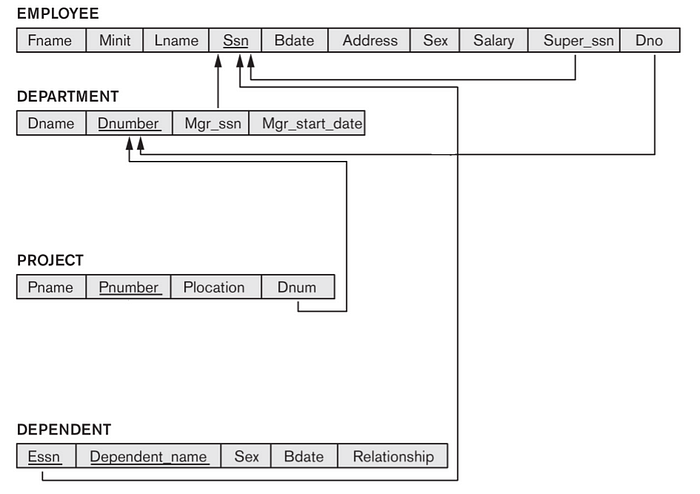 EMPLOYEE
Fname Minit Lname Ssn Bdate Address Sex Salary Super_ssn Dno
DEPARTMENT
Dname Dnumber Mgr_ssn Mgr_start_date
PROJECT
Pname Pnumber Plocation Dnum
DEPENDENT
Essn Dependent_name Sex Bdate Relationship